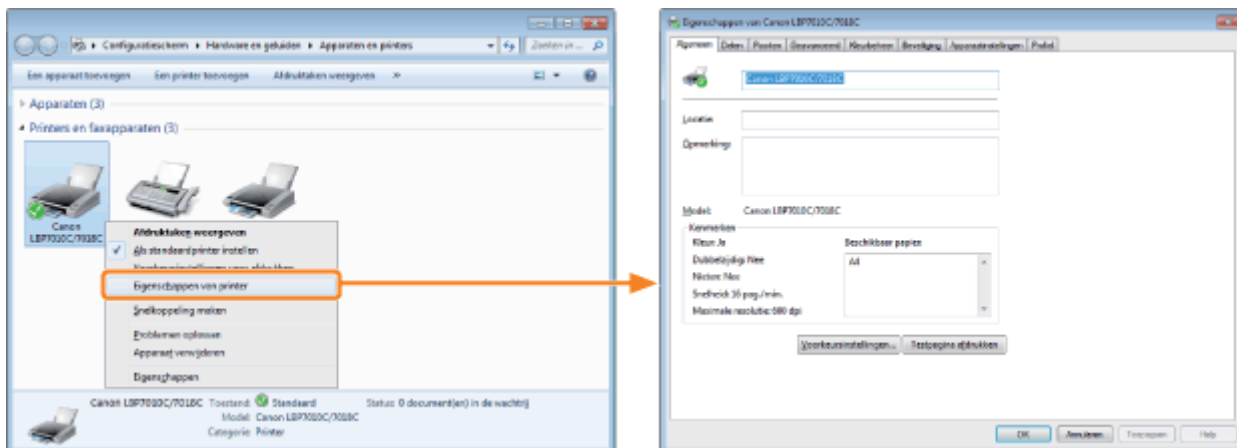 Configuratiescherm ▸ Hardware en geluiden ▸ Apparaten en printers
Zoeken in ...
Een apparaat toevoegen Een printer toevoegen Afdruktaken weergeven »
Apparaten (3)
Printers en faxapparaten (3)
Canon
LBP7010C/7018C
Afdruktaken weergeven
Als standaardprinter instellen
Eigenschappen van printer
Snelkoppeling maken
Problemen oplossen
Apparaat verwijderen
Eigenschappen
Canon LBP7010C/7018C Toestand: Standaard Status: 0 document(en) in de wachtrij
Model: Canon LBP7010C/7018C
Categorie: Printer
Eigenschappen van Canon LBP7010C/7018C
Algemeen Delen Poorten Geavanceerd Kleurbeheer Beveiliging Apparaatinstellingen Profiel
Canon LBP7010C/7018C
Locatie:
Opmerking:
Model: Canon LBP7010C/7018C
Kenmerken
Kleur: Ja Beschikbaar papier:
Dubbelzijdig: Nee A4
Nieten: Nee
Snelheid: 16 pag./min.
Maximale resolutie: 600 dpi
Voorkeursinstellingen... Testpagina afdrukken
OK Annuleren Toepassen Help